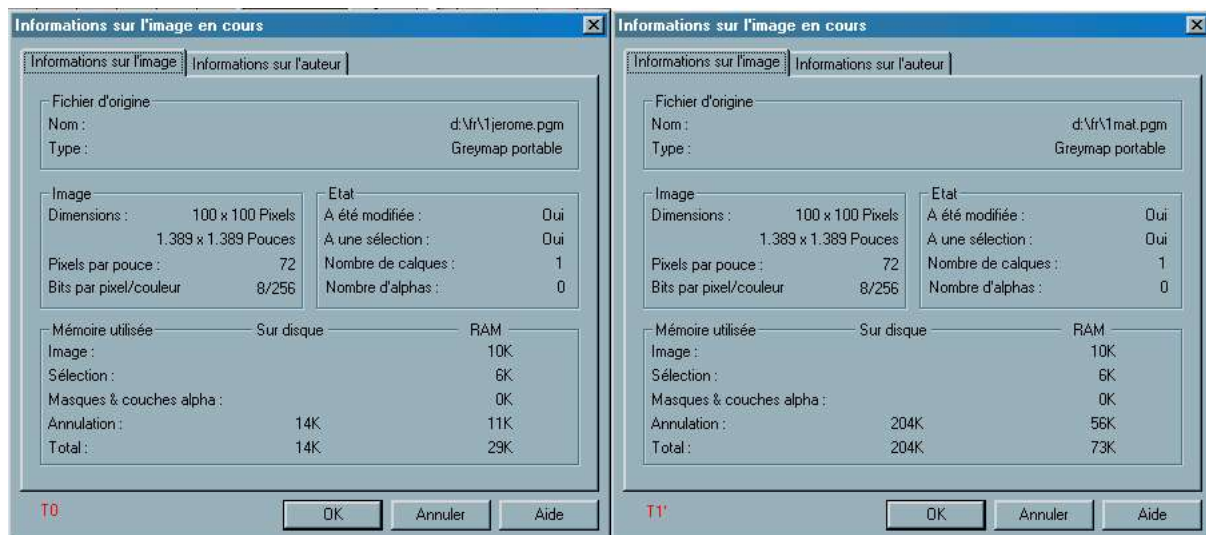 Informations sur l'image en cours
Informations sur l'image Informations sur l'auteur
Fichier d'origine
Nom : d:\fr\1jerome.pgm
Type : Greymap portable
Image
Dimensions : 100 x 100 Pixels
1.389 x 1.389 Pouces
Pixels par pouce : 72
Bits par pixel/couleur 8/256
Etat
A été modifiée : Oui
A une sélection : Oui
Nombre de calques : 1
Nombre d'alphas : 0
Mémoire utilisée Sur disque RAM
Image : 10K
Sélection : 6K
Masques & couches alpha : 0K
Annulation : 14K 11K
Total : 14K 29K
T0 OK Annuler Aide
Informations sur l'image en cours
Informations sur l'image Informations sur l'auteur
Fichier d'origine
Nom : d:\fr\1mat.pgm
Type : Greymap portable
Image
Dimensions : 100 x 100 Pixels
1.389 x 1.389 Pouces
Pixels par pouce : 72
Bits par pixel/couleur 8/256
Etat
A été modifiée : Oui
A une sélection : Oui
Nombre de calques : 1
Nombre d'alphas : 0
Mémoire utilisée Sur disque RAM
Image : 10K
Sélection : 6K
Masques & couches alpha : 0K
Annulation : 204K 56K
Total : 204K 73K
T1' OK Annuler Aide